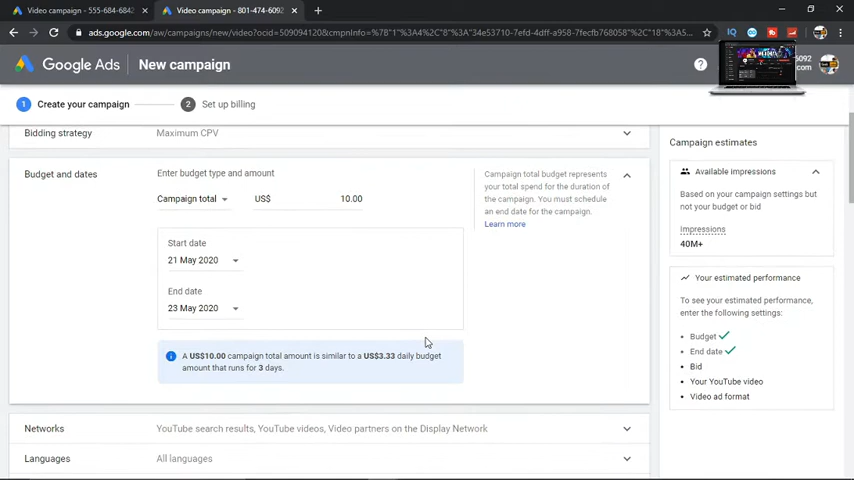 Video campaign - 555-684-6842
Video campaign - 801-474-6092
ads.google.com/aw/campaigns/new/video?ocid=509094120&cmpnInfo=%7B"1"%3A4%2C"8"%3A"34e53710-7efd-4dff-a958-7fecfb768058"%2C"18"%3A5...
Google Ads
New campaign
6092
com
1 Create your campaign
2 Set up billing
Bidding strategy
Maximum CPV
Budget and dates
Enter budget type and amount
Campaign total
US$
10.00
Campaign total budget represents
your total spend for the duration of
the campaign. You must schedule
an end date for the campaign.
Learn more
Start date
21 May 2020
End date
23 May 2020
A US$10.00 campaign total amount is similar to a US$3.33 daily budget
amount that runs for 3 days.
Networks
YouTube search results, YouTube videos, Video partners on the Display Network
Languages
All languages
Campaign estimates
Available impressions
Based on your campaign settings but
not your budget or bid
Impressions
40M+
Your estimated performance
To see your estimated performance,
enter the following settings:
• Budget
• End date
• Bid
• Your YouTube video
• Video ad format